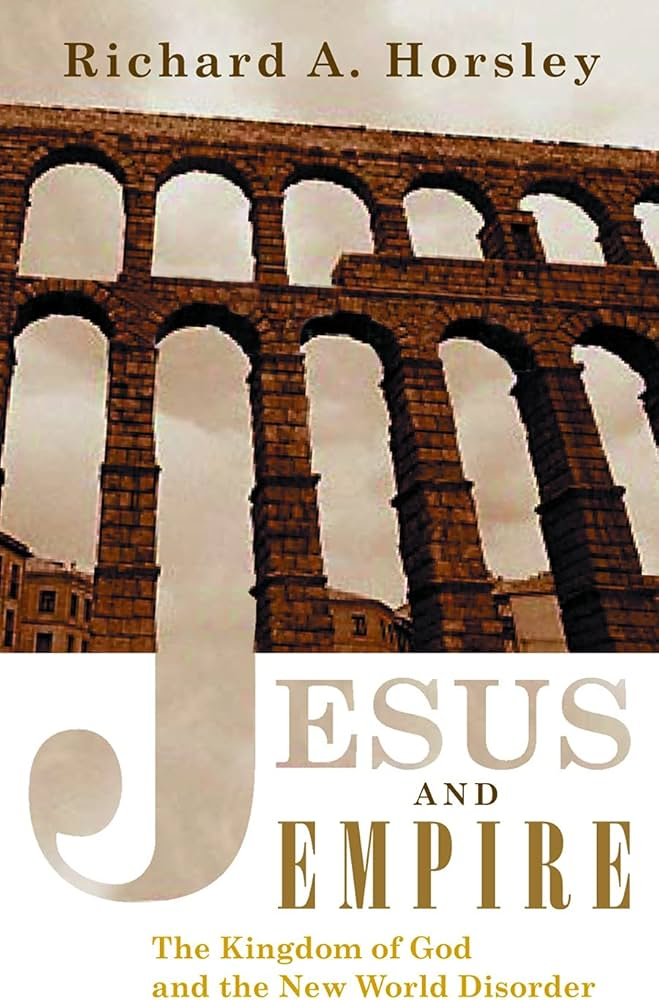 Richard A. Horsley
JESUS
AND
EMPIRE
The Kingdom of God
and the New World Disorder